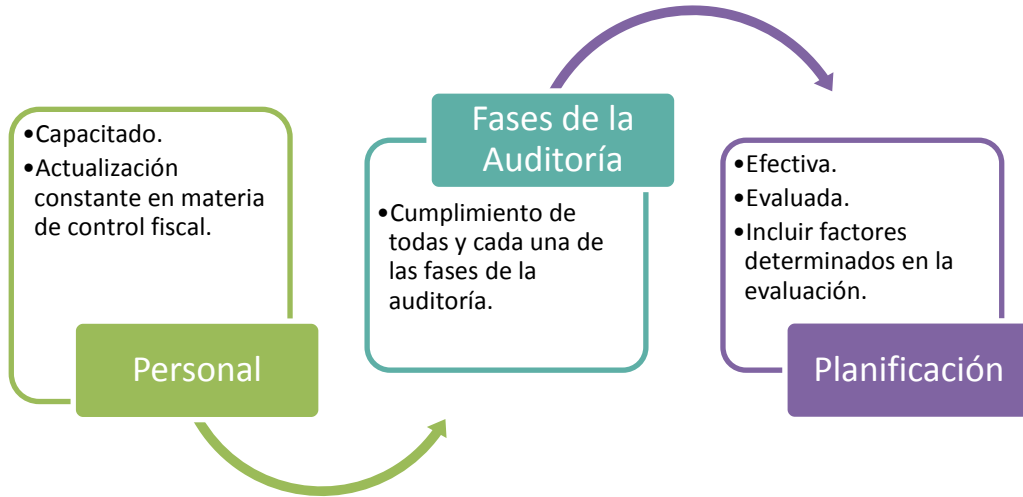 •Capacitado.
•Actualización
constante en materia
de control fiscal.
Personal
Fases de la
Auditoría
•Cumplimiento de
todas y cada una de
las fases de la
auditoría.
•Efectiva.
•Evaluada.
•Incluir factores
determinados en la
evaluación.
Planificación